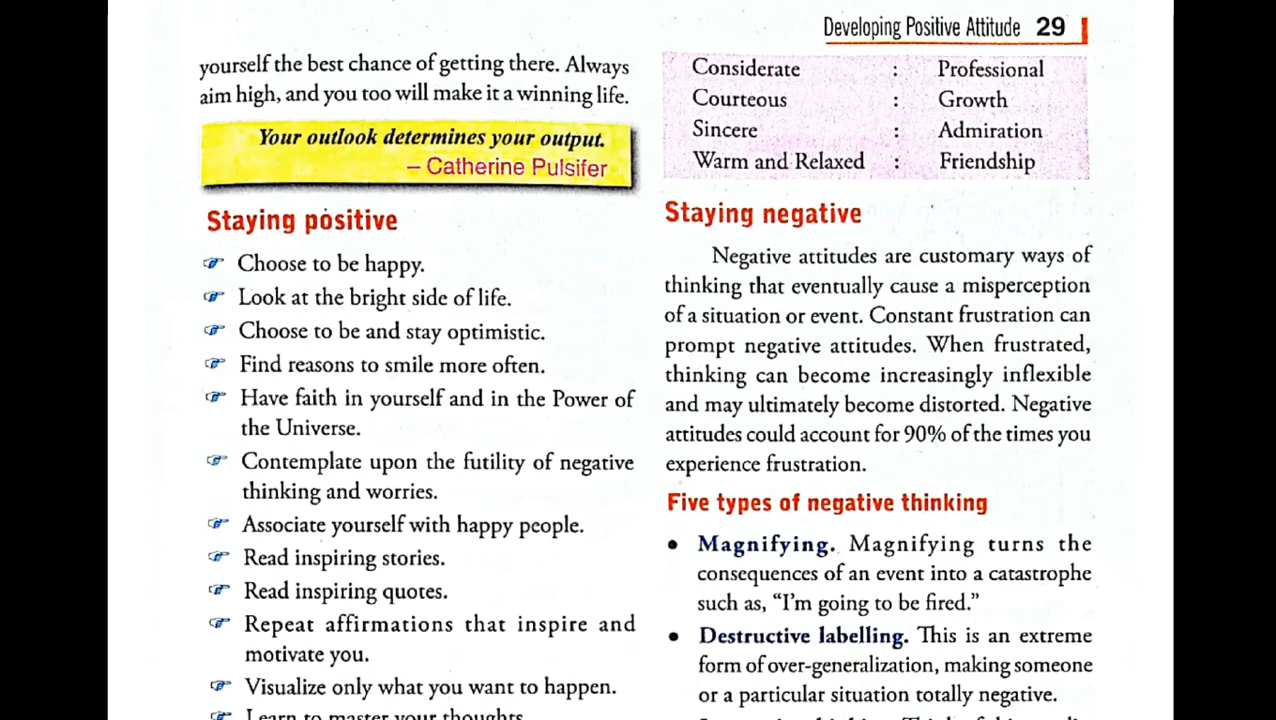 Developing Positive Attitude 29
yourself the best chance of getting there. Always
aim high, and you too will make it a winning life.
Your outlook determines your output.
– Catherine Pulsifer
Staying positive
Choose to be happy.
Look at the bright side of life.
Choose to be and stay optimistic.
Find reasons to smile more often.
Have faith in yourself and in the Power of
the Universe.
Contemplate upon the futility of negative
thinking and worries.
Associate yourself with happy people.
Read inspiring stories.
Read inspiring quotes.
Repeat affirmations that inspire and
motivate you.
Visualize only what you want to happen.
Learn to master your thoughts
Considerate : Professional
Courteous : Growth
Sincere : Admiration
Warm and Relaxed : Friendship
Staying negative
Negative attitudes are customary ways of
thinking that eventually cause a misperception
of a situation or event. Constant frustration can
prompt negative attitudes. When frustrated,
thinking can become increasingly inflexible
and may ultimately become distorted. Negative
attitudes could account for 90% of the times you
experience frustration.
Five types of negative thinking
• Magnifying. Magnifying turns the
consequences of an event into a catastrophe
such as, “I’m going to be fired.”
• Destructive labelling. This is an extreme
form of over-generalization, making someone
or a particular situation totally negative.